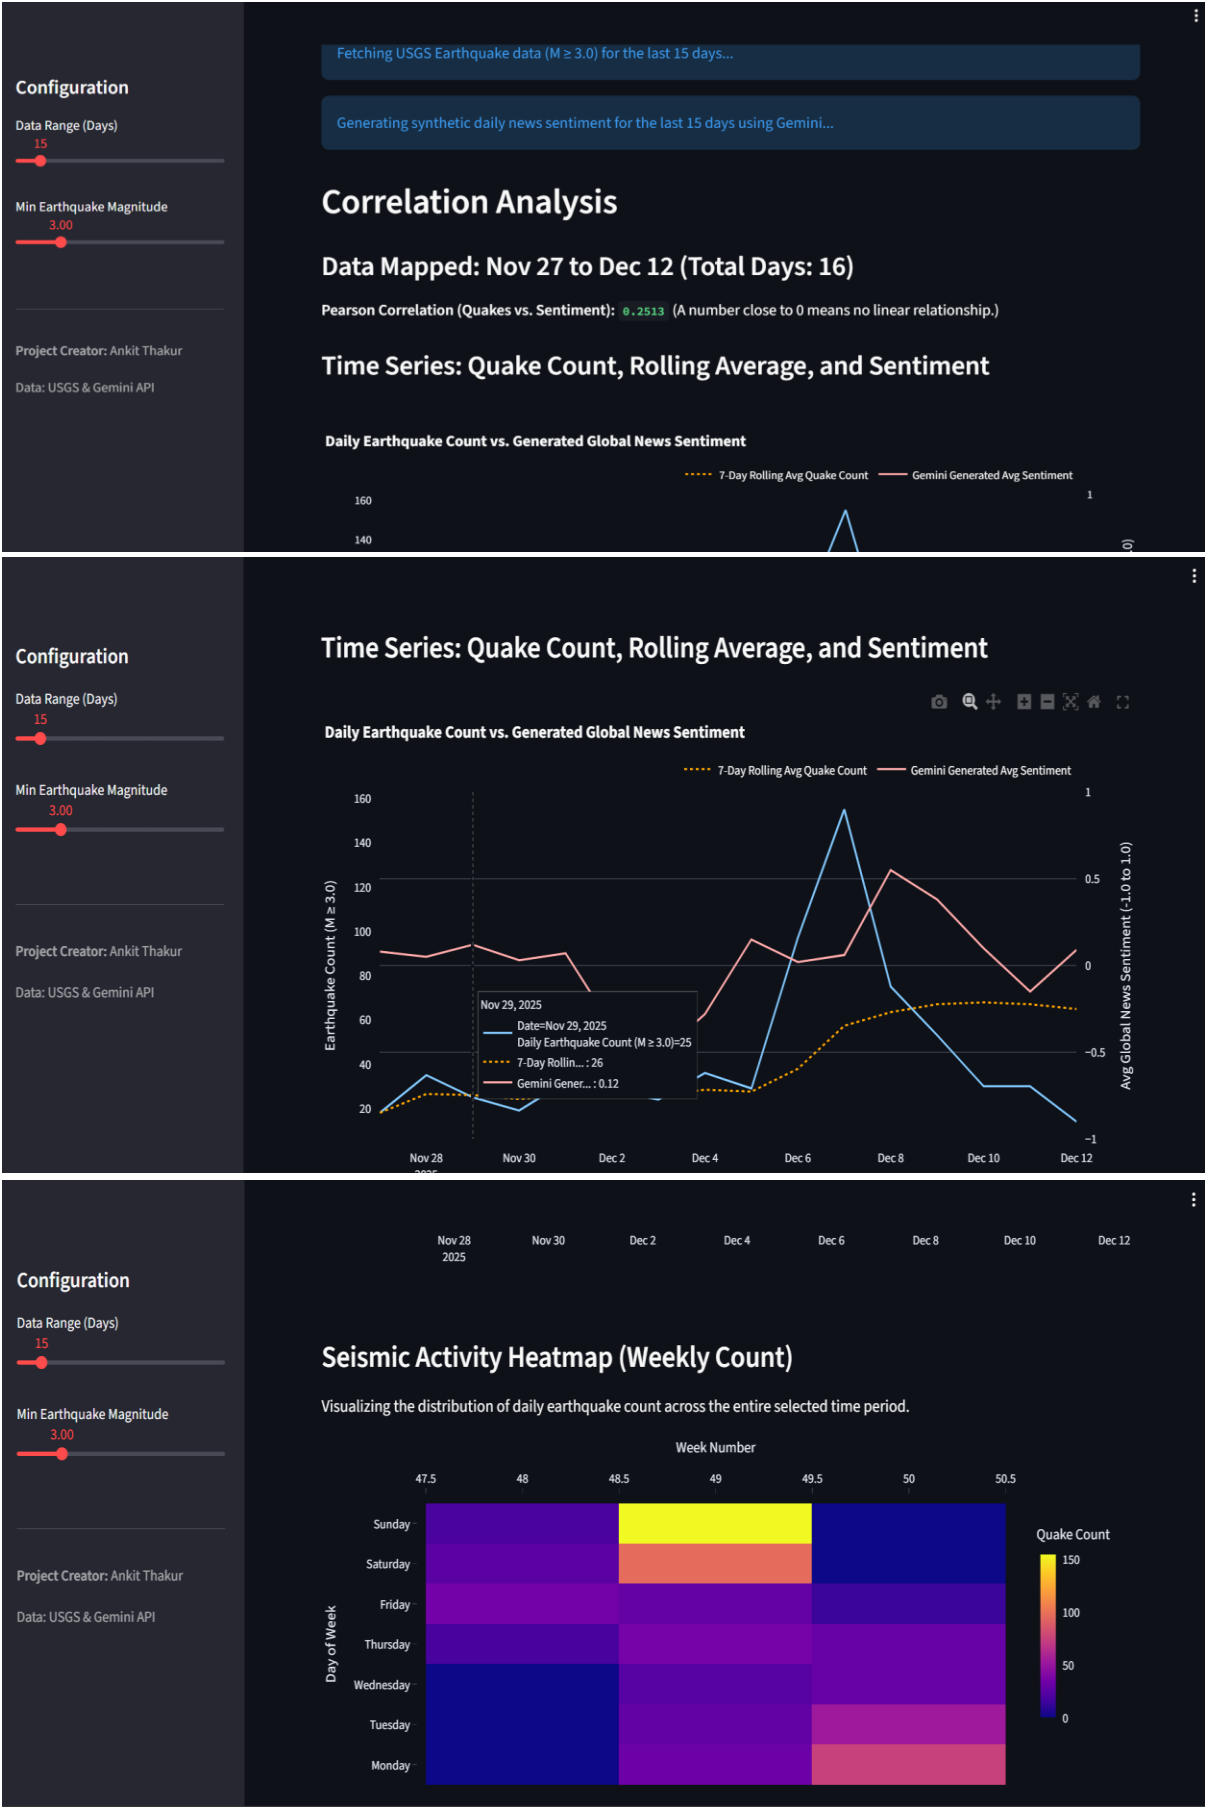 Configuration
Data Range (Days)
15
Min Earthquake Magnitude
3.00
Project Creator: Ankit Thakur
Data: USGS & Gemini API
Fetching USGS Earthquake data (M ≥ 3.0) for the last 15 days...
Generating synthetic daily news sentiment for the last 15 days using Gemini...
Correlation Analysis
Data Mapped: Nov 27 to Dec 12 (Total Days: 16)
Pearson Correlation (Quakes vs. Sentiment): 0.2513 (A number close to 0 means no linear relationship.)
Time Series: Quake Count, Rolling Average, and Sentiment
Daily Earthquake Count vs. Generated Global News Sentiment
7-Day Rolling Avg Quake Count Gemini Generated Avg Sentiment
160
140
1
.0)
Configuration
Data Range (Days)
15
Min Earthquake Magnitude
3.00
Project Creator: Ankit Thakur
Data: USGS & Gemini API
Time Series: Quake Count, Rolling Average, and Sentiment
Daily Earthquake Count vs. Generated Global News Sentiment
7-Day Rolling Avg Quake Count Gemini Generated Avg Sentiment
Earthquake Count (M ≥ 3.0)
160
140
120
100
80
60
40
20
Nov 29, 2025
Date=Nov 29, 2025
Daily Earthquake Count (M ≥ 3.0)=25
7-Day Rollin... : 26
Gemini Gener... : 0.12
1
0.5
0
−0.5
−1
Avg Global News Sentiment (-1.0 to 1.0)
Nov 28 Nov 30 Dec 2 Dec 4 Dec 6 Dec 8 Dec 10 Dec 12
2025
Configuration
Data Range (Days)
15
Min Earthquake Magnitude
3.00
Project Creator: Ankit Thakur
Data: USGS & Gemini API
Nov 28 Nov 30 Dec 2 Dec 4 Dec 6 Dec 8 Dec 10 Dec 12
2025
Seismic Activity Heatmap (Weekly Count)
Visualizing the distribution of daily earthquake count across the entire selected time period.
Week Number
47.5 48 48.5 49 49.5 50 50.5
Day of Week
Sunday
Saturday
Friday
Thursday
Wednesday
Tuesday
Monday
Quake Count
150
100
50
0